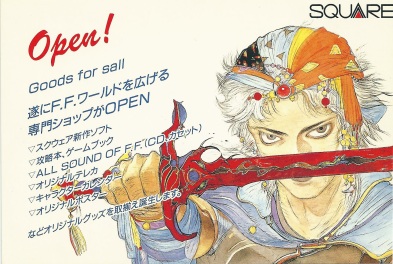 SQUARE
Open!
Goods for sall
遂にF.F.ワールドを広げる
専門ショップがOPEN
▽スクウェア新作ソフト
▽攻略本、ゲームブック
▽ALL SOUND OF F.F.(CD、カセット)
▽オリジナルテレカ
▽キャラクターカレンダー
▽オリジナルポスター
などオリジナルグッズを取揃え誕生します。